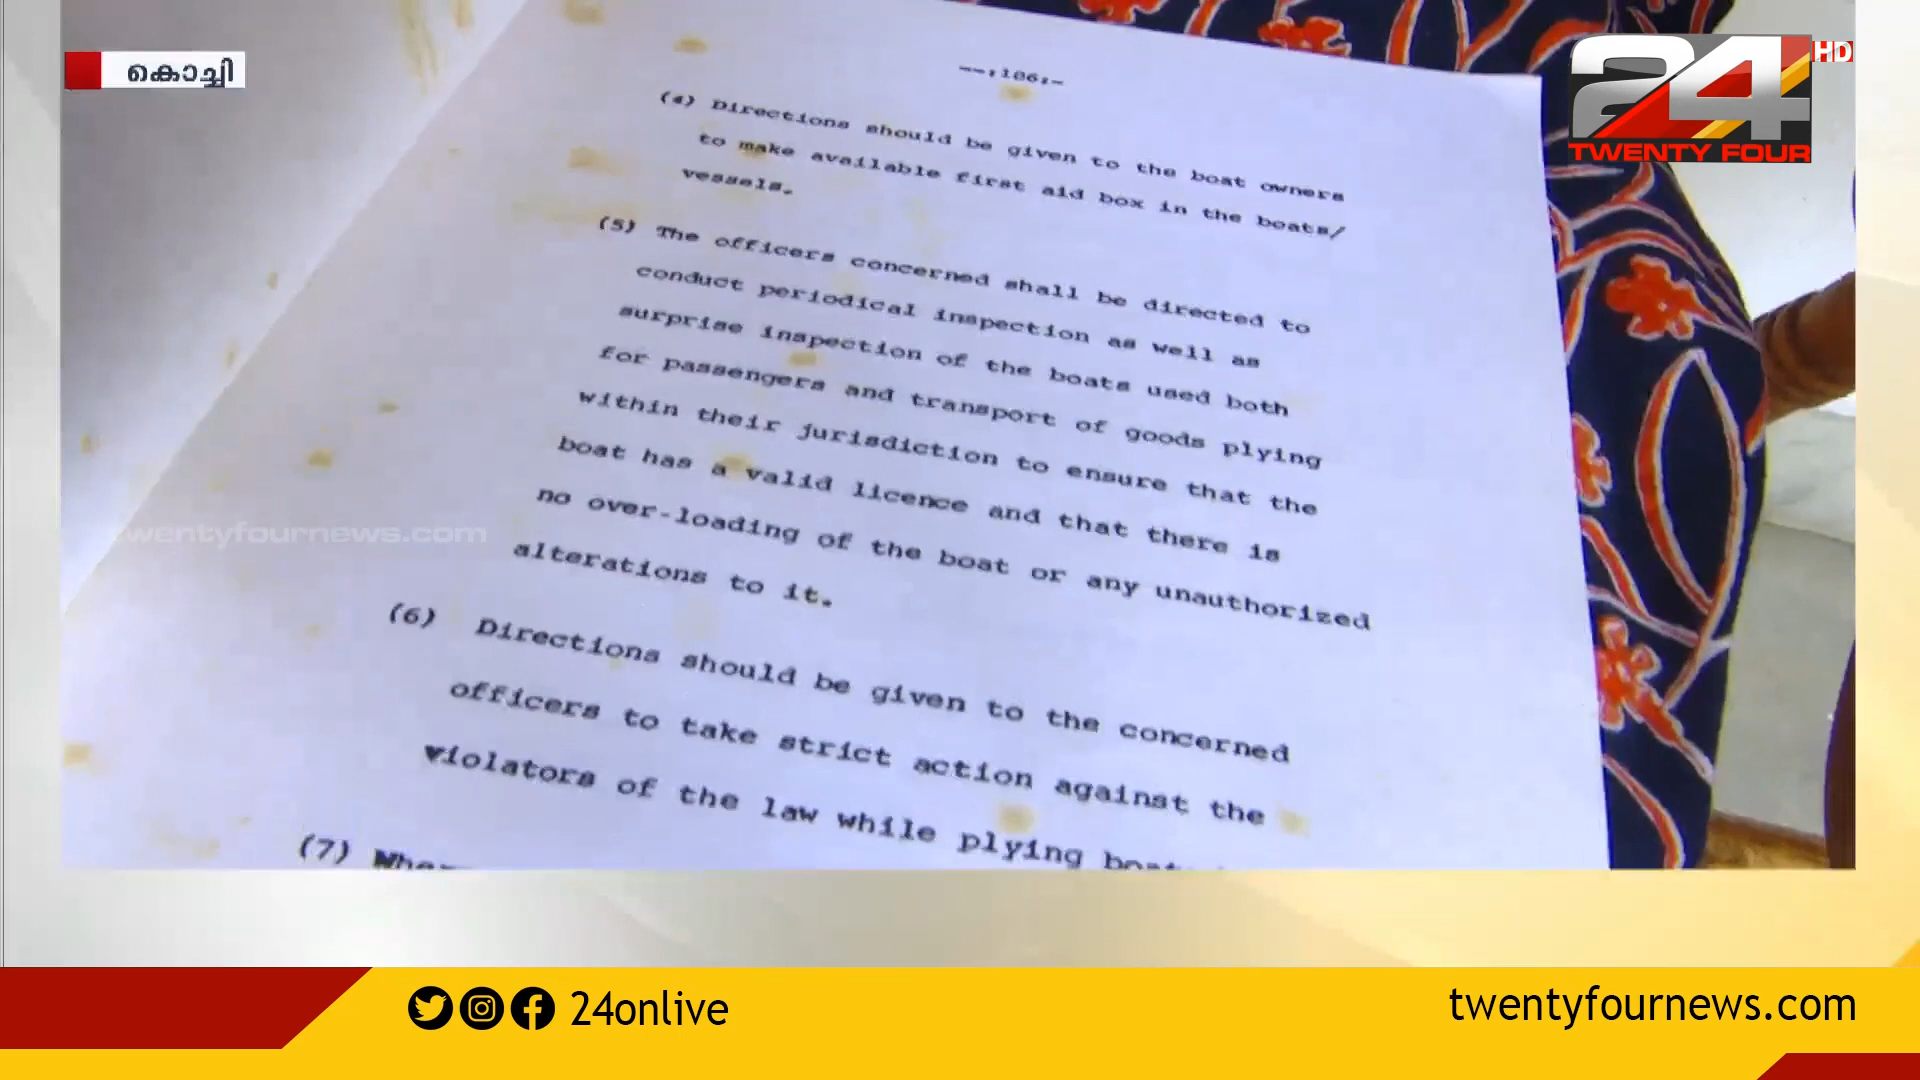 കൊച്ചി
24 HD
TWENTY FOUR
--:106:-
(4) Directions should be given to the boat owners
to make available first aid box in the boats/
vessels.
(5) The officers concerned shall be directed to
conduct periodical inspection as well as
surprise inspection of the boats used both
for passengers and transport of goods plying
within their jurisdiction to ensure that the
boat has a valid licence and that there is
no over-loading of the boat or any unauthorized
alterations to it.
twentyfournews.com
(6) Directions should be given to the concerned
officers to take strict action against the
violators of the law while plying
(7)
24onlive
twentyfournews.com